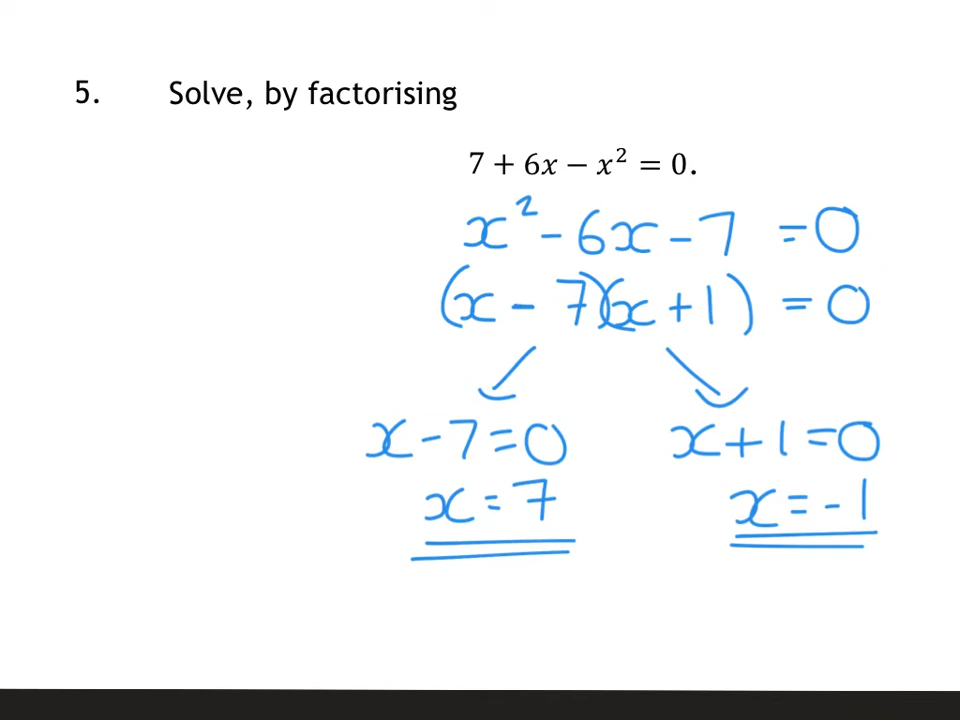 5. Solve, by factorising
7 + 6x − x² = 0.
x² - 6x - 7 = 0
(x - 7)(x + 1) = 0
x - 7 = 0 x + 1 = 0
x = 7 x = -1